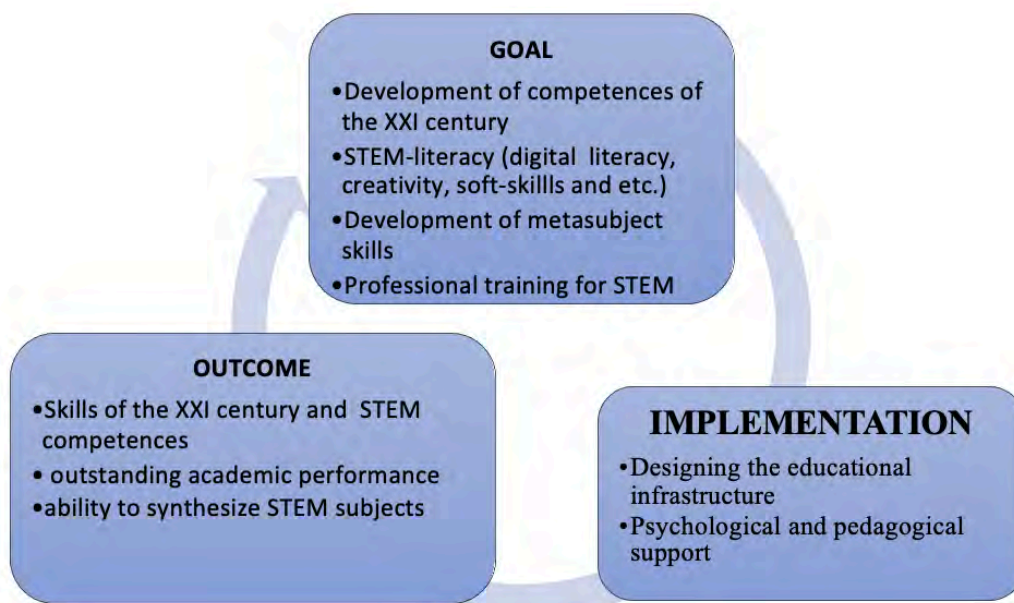 GOAL
•Development of competences of
the XXI century
•STEM-literacy (digital literacy,
creativity, soft-skillls and etc.)
•Development of metasubject
skills
•Professional training for STEM
OUTCOME
•Skills of the XXI century and STEM
competences
• outstanding academic performance
•ability to synthesize STEM subjects
IMPLEMENTATION
•Designing the educational
infrastructure
•Psychological and pedagogical
support